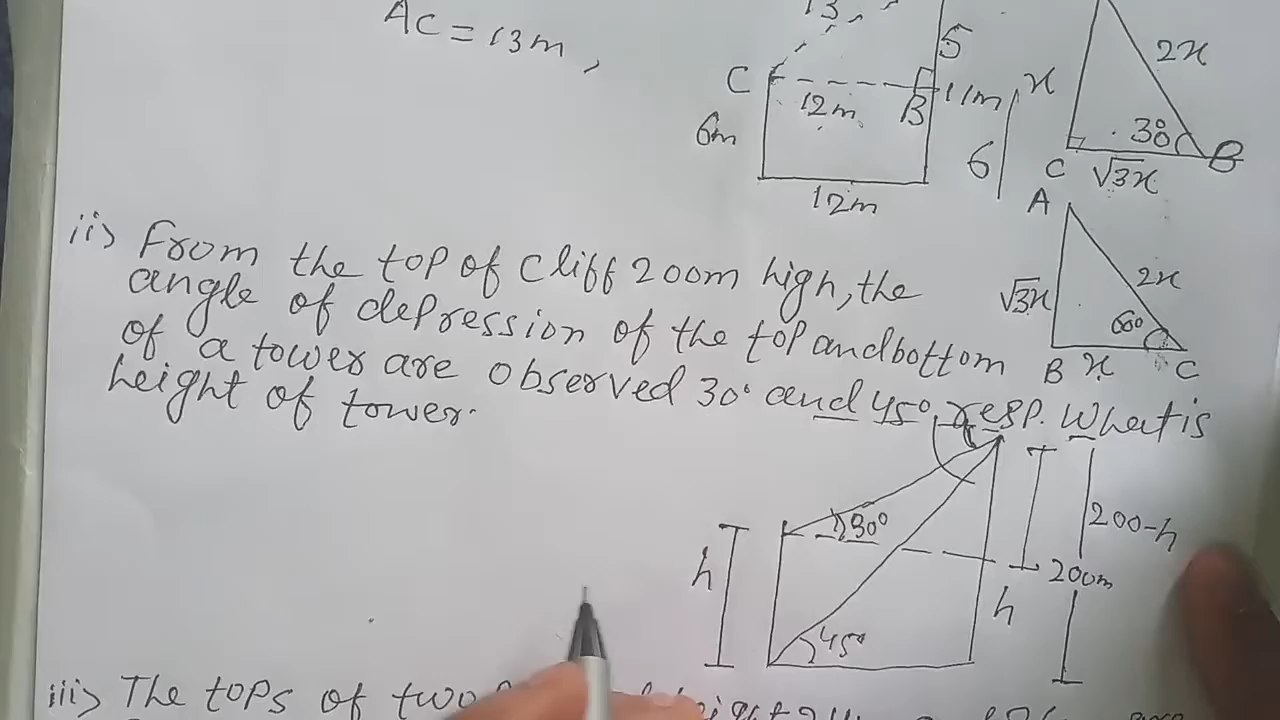 AC = 13m,
13
5
C
12m
B
11m
6m
6
12m
x
2x
30°
C
√3x
B
A
√3x
2x
60°
B x C
ii) From the top of cliff 200m high, the
angle of depression of the top and bottom
of a tower are observed 30° and 45° resp. What is
height of tower.
30°
200-h
h
200m
h
45°
iii) The tops of two